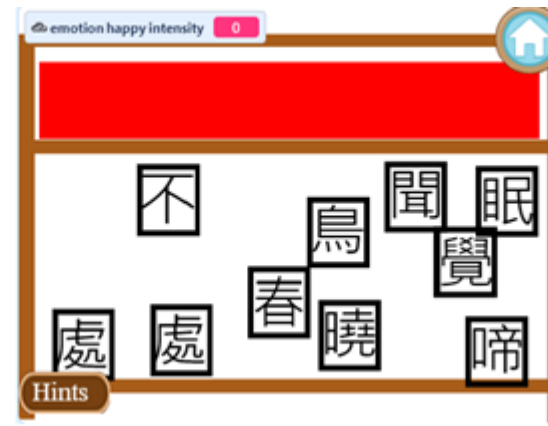 emotion happy intensity 0
不
聞
眠
鳥
覺
春
曉
處
處
啼
Hints